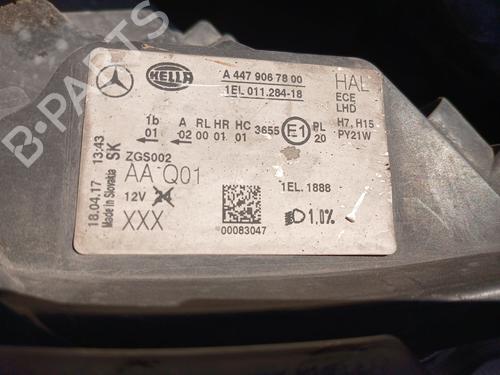 HELLA
A 447 906 78 00
1EL 011.284-18
HAL
ECE
LHD
H7, H15
PY21W
1b A RL HR HC
01 02 00 01 01 3655 E1 PL 20
ZGS002
AA Q01
12V 24
XXX
18.04.17 13:43
Made in Slovakia SK
00083047
1EL. 1888
1.0%
B